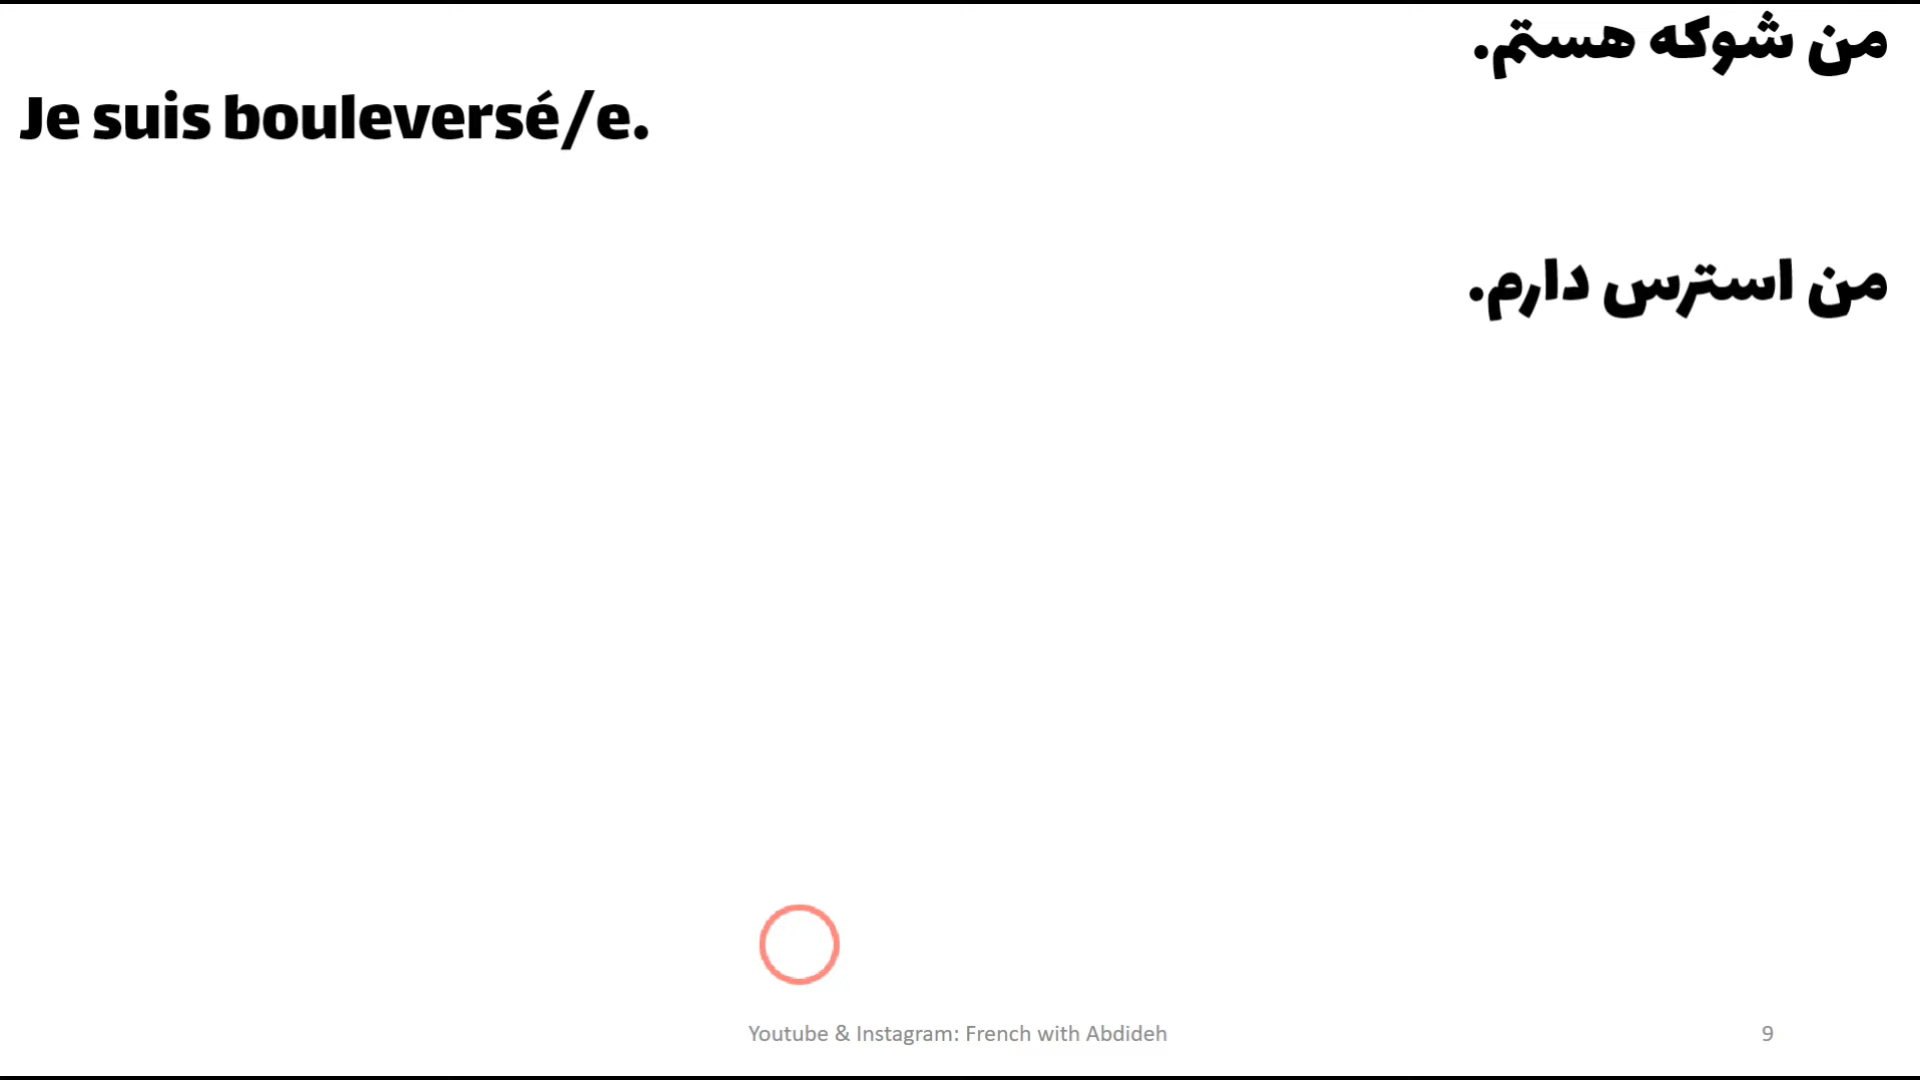 من شوکه هستم.
Je suis bouleversé/e.
من استرس دارم.
Youtube & Instagram: French with Abdideh
9